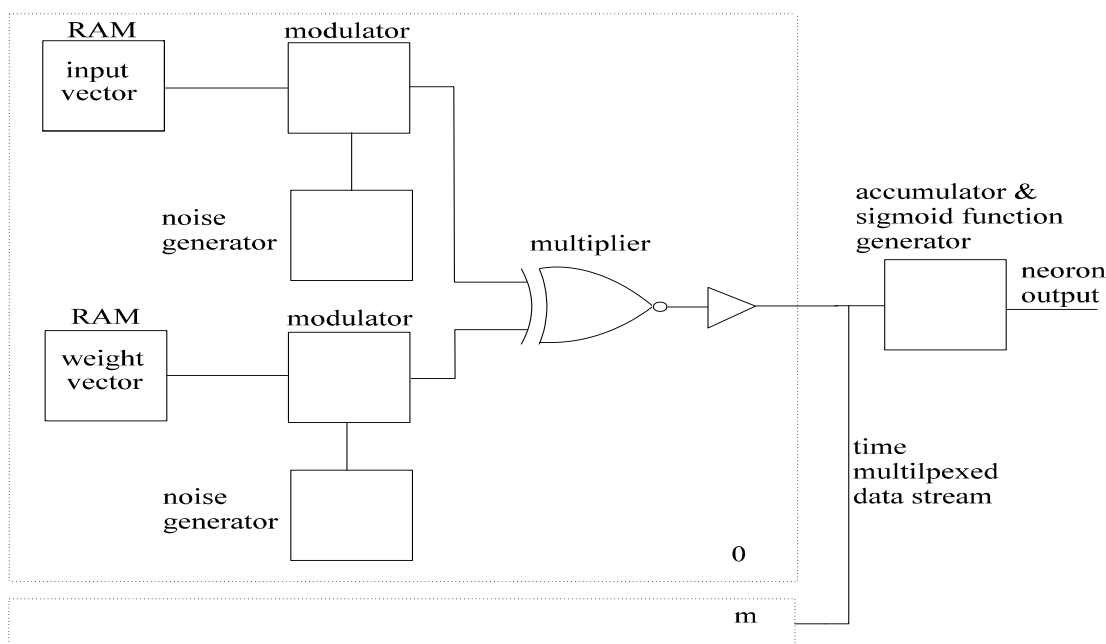 RAM
input
vector
modulator
noise
generator
multiplier
RAM
weight
vector
modulator
noise
generator
0
m
accumulator &
sigmoid function
generator
neoron
output
time
multilpexed
data stream